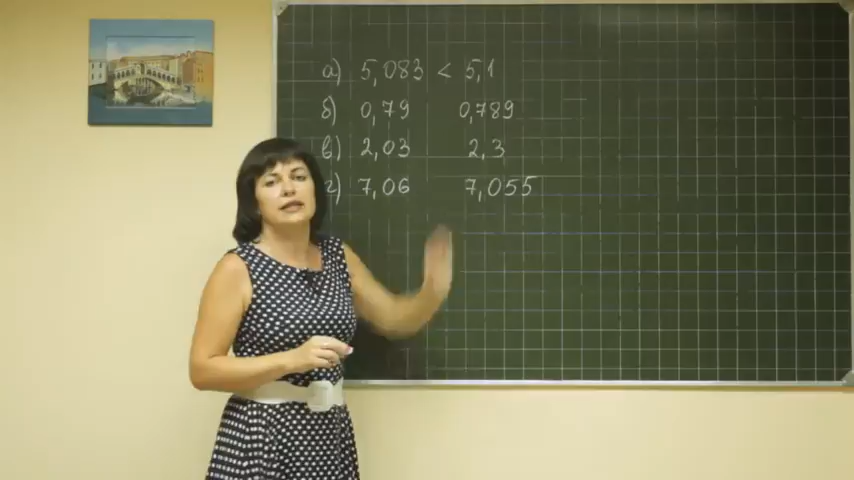 а) 5,083 < 5,1
б) 0,79 0,789
в) 2,03 2,3
г) 7,06 7,055